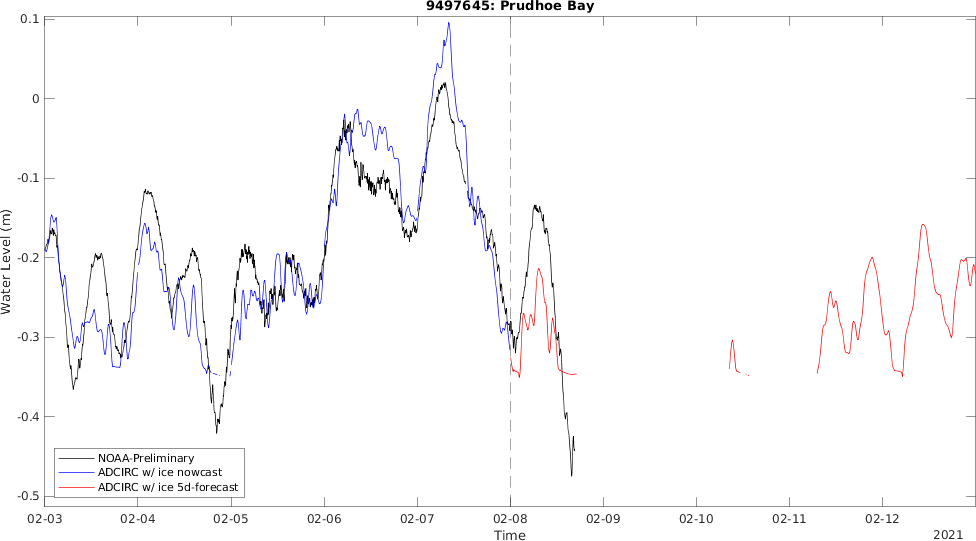 9497645: Prudhoe Bay
0.1
0
-0.1
-0.2
-0.3
-0.4
-0.5
Water Level (m)
NOAA-Preliminary
ADCIRC w/ ice nowcast
ADCIRC w/ ice 5d-forecast
02-03 02-04 02-05 02-06 02-07 02-08 02-09 02-10 02-11 02-12
Time
2021